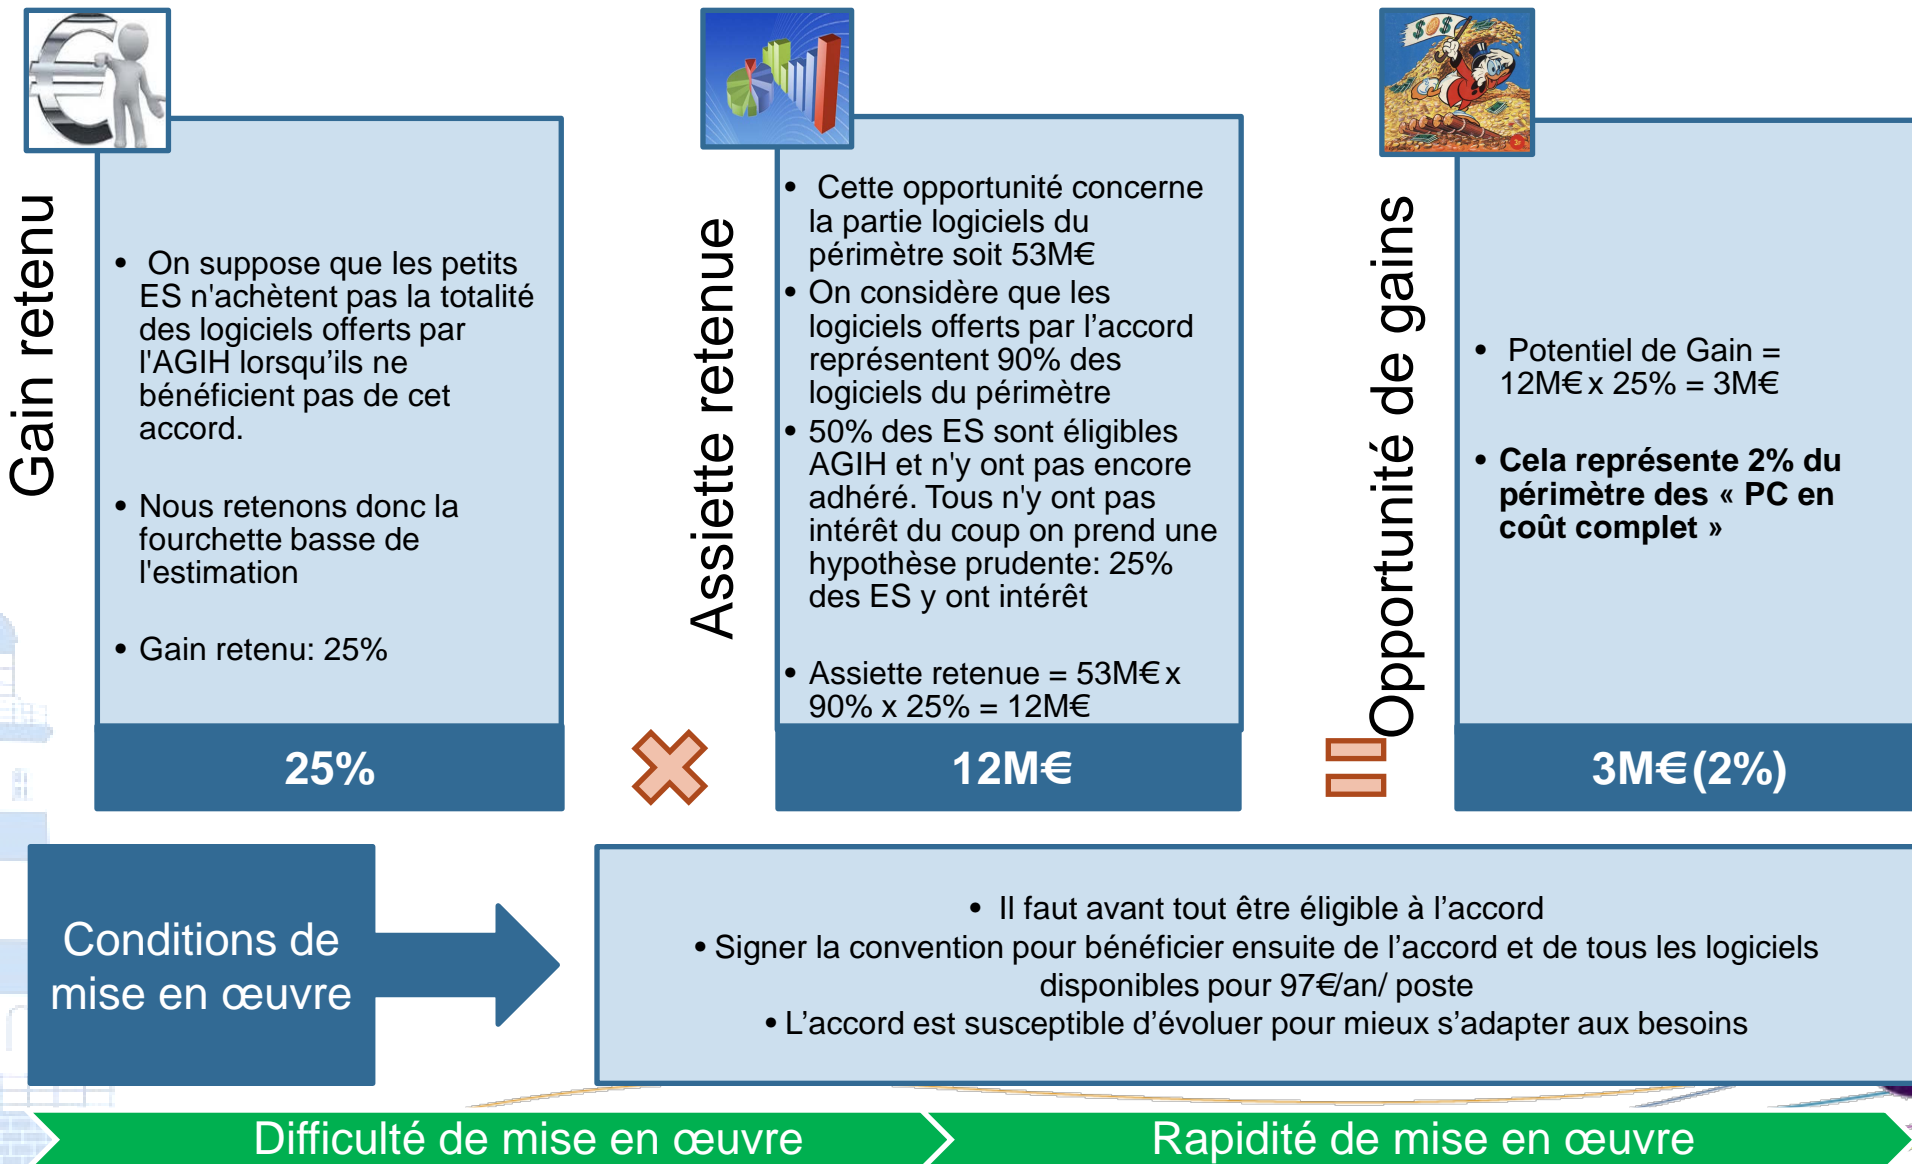 Gain retenu
• On suppose que les petits
ES n'achètent pas la totalité
des logiciels offerts par
l'AGIH lorsqu'ils ne
bénéficient pas de cet
accord.
• Nous retenons donc la
fourchette basse de
l'estimation
• Gain retenu: 25%
25%
Assiette retenue
• Cette opportunité concerne
la partie logiciels du
périmètre soit 53M€
• On considère que les
logiciels offerts par l’accord
représentent 90% des
logiciels du périmètre
• 50% des ES sont éligibles
AGIH et n'y ont pas encore
adhéré. Tous n'y ont pas
intérêt du coup on prend une
hypothèse prudente: 25%
des ES y ont intérêt
• Assiette retenue = 53M€ x
90% x 25% = 12M€
12M€
$0$
Opportunité de gains
• Potentiel de Gain =
12M€ x 25% = 3M€
• Cela représente 2% du
périmètre des « PC en
coût complet »
3M€ (2%)
Conditions de
mise en œuvre
• Il faut avant tout être éligible à l’accord
• Signer la convention pour bénéficier ensuite de l’accord et de tous les logiciels
disponibles pour 97€/an/ poste
• L’accord est susceptible d’évoluer pour mieux s’adapter aux besoins
Difficulté de mise en œuvre
Rapidité de mise en œuvre